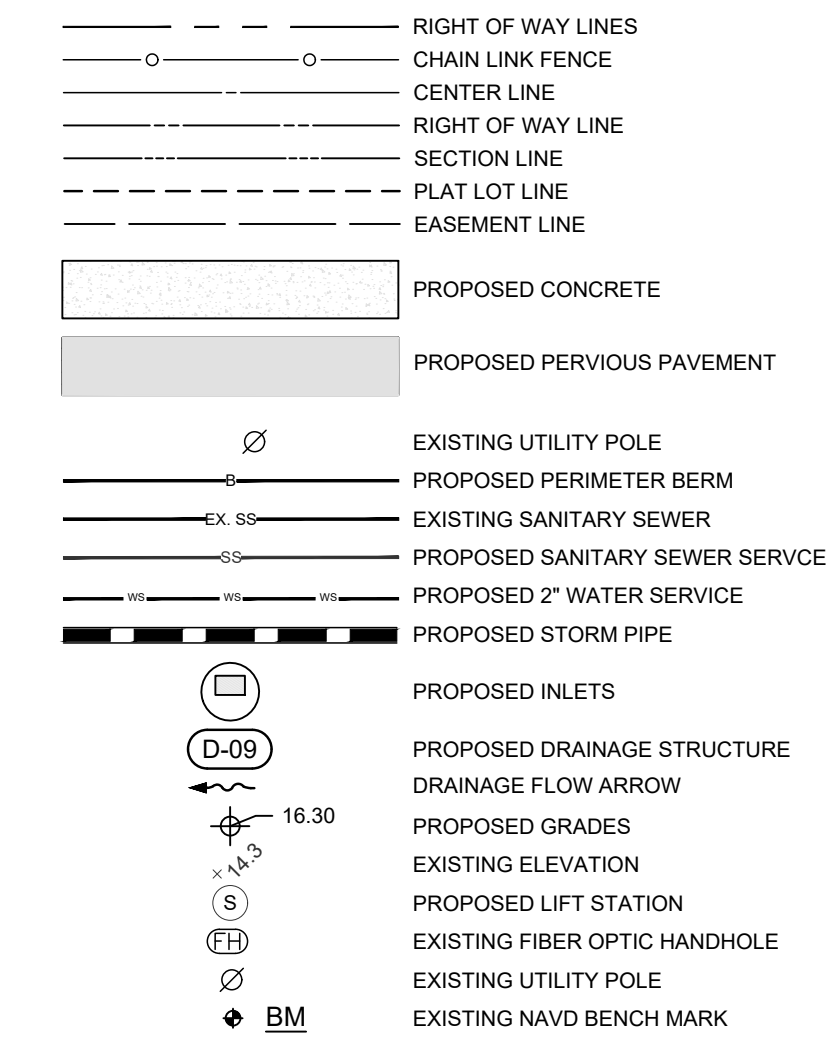 RIGHT OF WAY LINES
CHAIN LINK FENCE
CENTER LINE
RIGHT OF WAY LINE
SECTION LINE
PLAT LOT LINE
EASEMENT LINE
PROPOSED CONCRETE
PROPOSED PERVIOUS PAVEMENT
EXISTING UTILITY POLE
B PROPOSED PERIMETER BERM
EX. SS EXISTING SANITARY SEWER
SS PROPOSED SANITARY SEWER SERVCE
WS WS WS PROPOSED 2" WATER SERVICE
PROPOSED STORM PIPE
PROPOSED INLETS
D-09 PROPOSED DRAINAGE STRUCTURE
DRAINAGE FLOW ARROW
16.30 PROPOSED GRADES
× 14.3 EXISTING ELEVATION
S PROPOSED LIFT STATION
FH EXISTING FIBER OPTIC HANDHOLE
EXISTING UTILITY POLE
BM EXISTING NAVD BENCH MARK